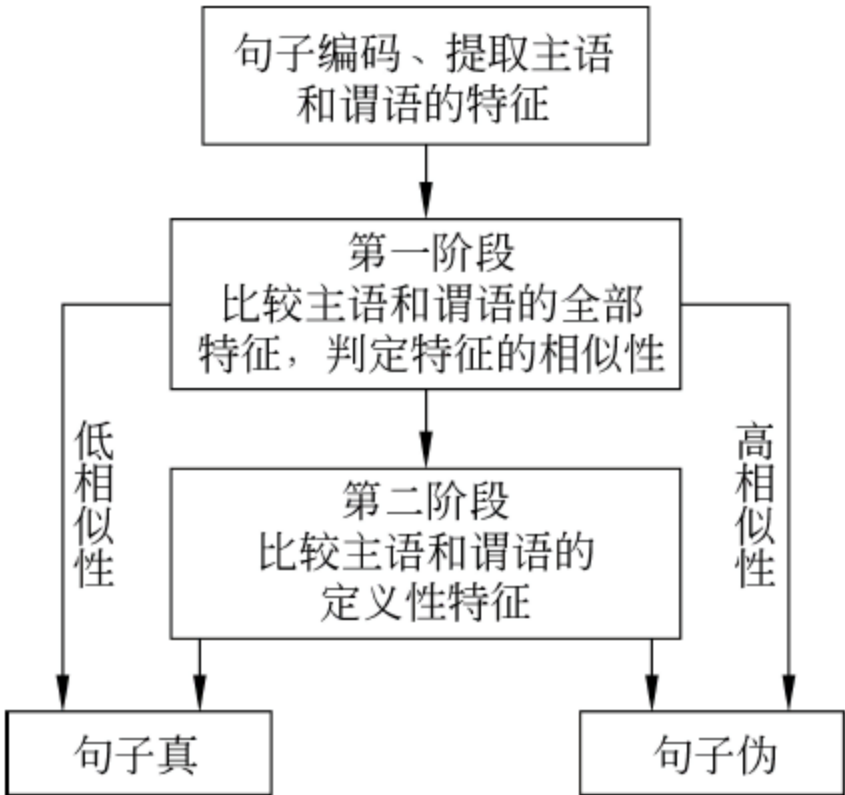 句子编码、提取主语
和谓语的特征
第一阶段
比较主语和谓语的全部
特征，判定特征的相似性
低相似性
高相似性
第二阶段
比较主语和谓语的
定义性特征
句子真
句子伪